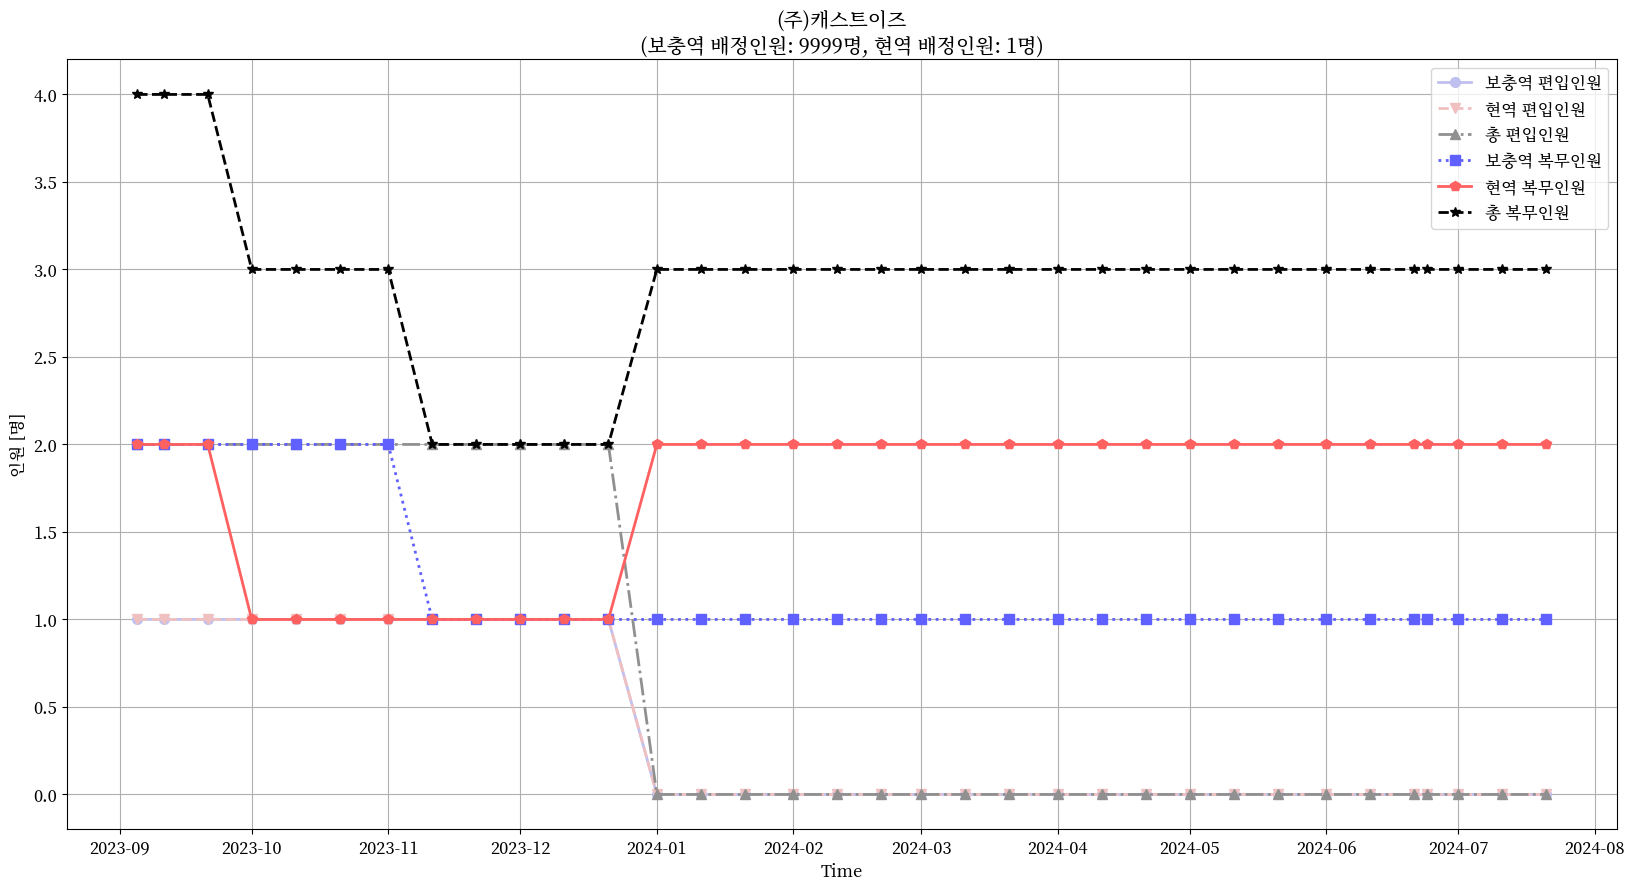 (주)캐스트이즈
(보충역 배정인원: 9999명, 현역 배정인원: 1명)
보충역 편입인원
현역 편입인원
총 편입인원
보충역 복무인원
현역 복무인원
총 복무인원
인원 [명]
4.0
3.5
3.0
2.5
2.0
1.5
1.0
0.5
0.0
2023-09 2023-10 2023-11 2023-12 2024-01 2024-02 2024-03 2024-04 2024-05 2024-06 2024-07 2024-08
Time